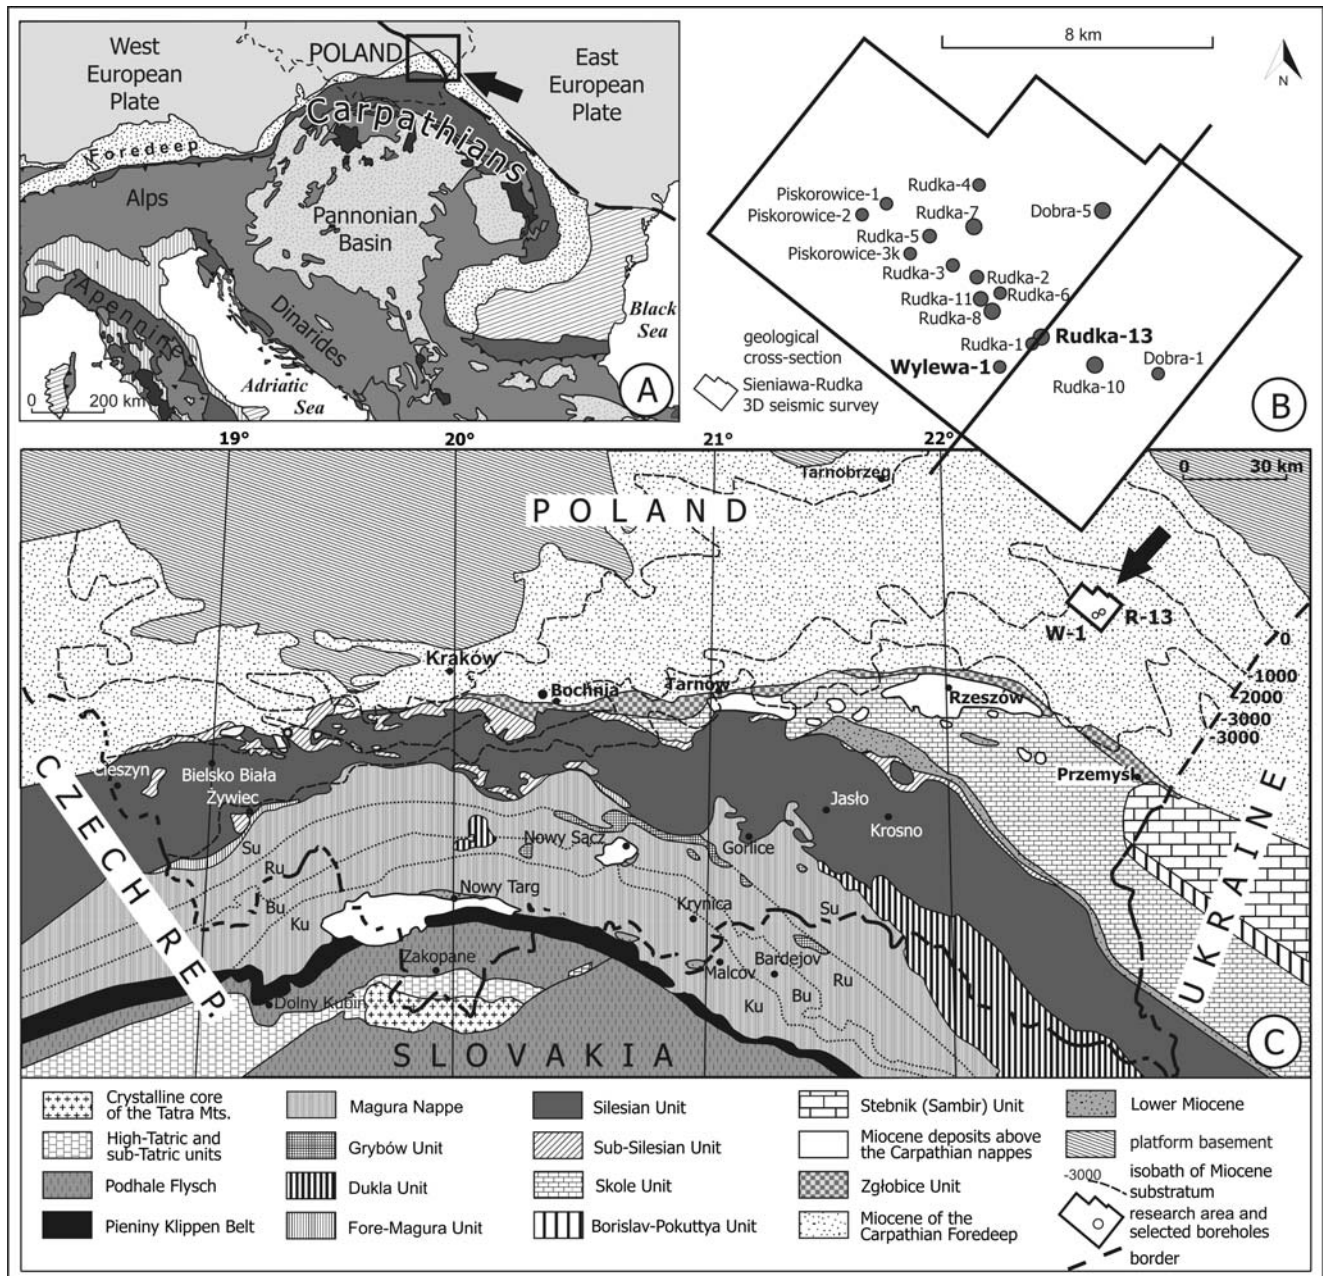 West
European
Plate
POLAND
East
European
Plate
Carpathians
Foredeep
Alps
Pannonian
Basin
Apennines
Dinarides
Adriatic
Sea
Black
Sea
0 200 km
A
8 km
N
Piskorowice-1
Rudka-4
Piskorowice-2
Rudka-7
Dobra-5
Rudka-5
Piskorowice-3k
Rudka-3
Rudka-2
Rudka-11
Rudka-6
Rudka-8
geological
cross-section
Rudka-1
Rudka-13
Wylewa-1
Dobra-1
Rudka-10
Sieniawa-Rudka
3D seismic survey
B
19° 20° 21° 22°
0 30 km
Tarnobrzeg
POLAND
W-1
R-13
0
-1000
-2000
-3000
-3000
Kraków
Bochnia
Tarnów
Rzeszów
Przemyśl
CZECH REP.
Cieszyn
Bielsko Biała
Żywiec
Jasło
Krosno
Nowy Sącz
Gorlice
Su
Ru
Bu
Ku
Nowy Targ
Krynica
Su
Zakopane
Malcov
Bardejov
Ru
Bu
Ku
Dolny Kubin
SLOVAKIA
UKRAINE
C
Crystalline core
of the Tatra Mts.
High-Tatric and
sub-Tatric units
Podhale Flysch
Pieniny Klippen Belt
Magura Nappe
Grybów Unit
Dukla Unit
Fore-Magura Unit
Silesian Unit
Sub-Silesian Unit
Skole Unit
Borislav-Pokuttya Unit
Stebnik (Sambir) Unit
Miocene deposits above
the Carpathian nappes
Zgłobice Unit
Miocene of the
Carpathian Foredeep
Lower Miocene
platform basement
-3000 isobath of Miocene
substratum
research area and
selected boreholes
border